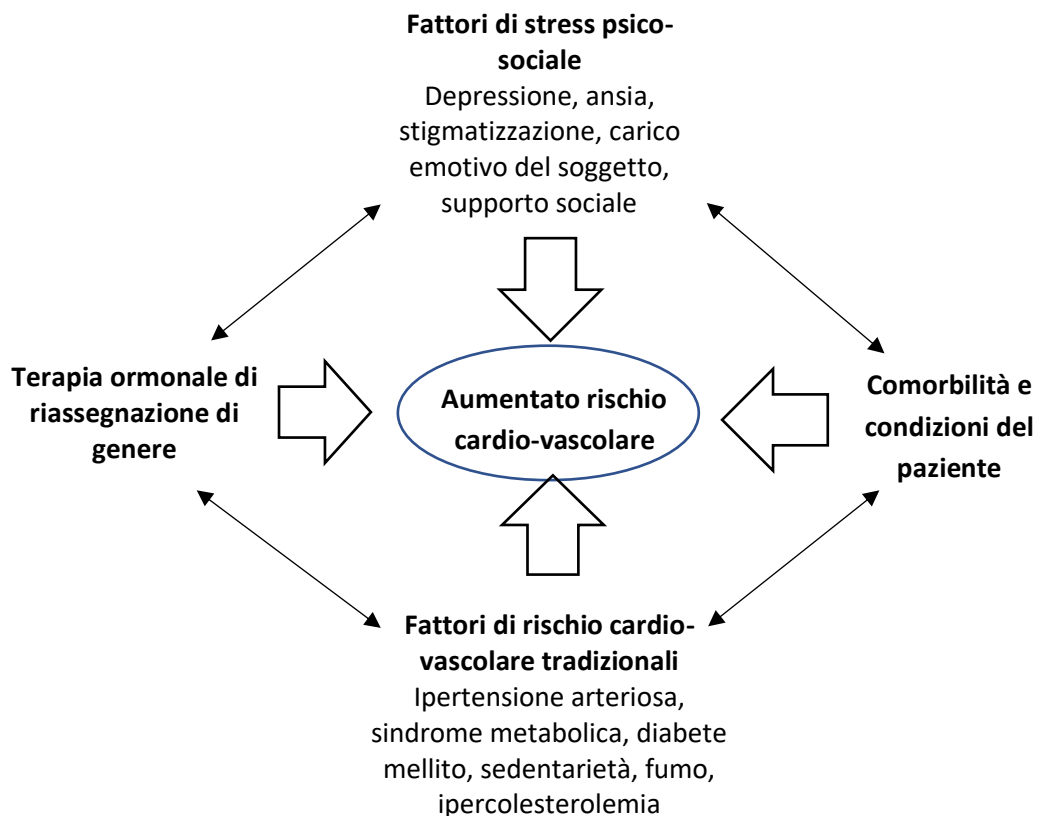 Fattori di stress psico-
sociale
Depressione, ansia,
stigmatizzazione, carico
emotivo del soggetto,
supporto sociale
Terapia ormonale di
riassegnazione di
genere
Aumentato rischio
cardio-vascolare
Comorbilità e
condizioni del
paziente
Fattori di rischio cardio-
vascolare tradizionali
Ipertensione arteriosa,
sindrome metabolica, diabete
mellito, sedentarietà, fumo,
ipercolesterolemia